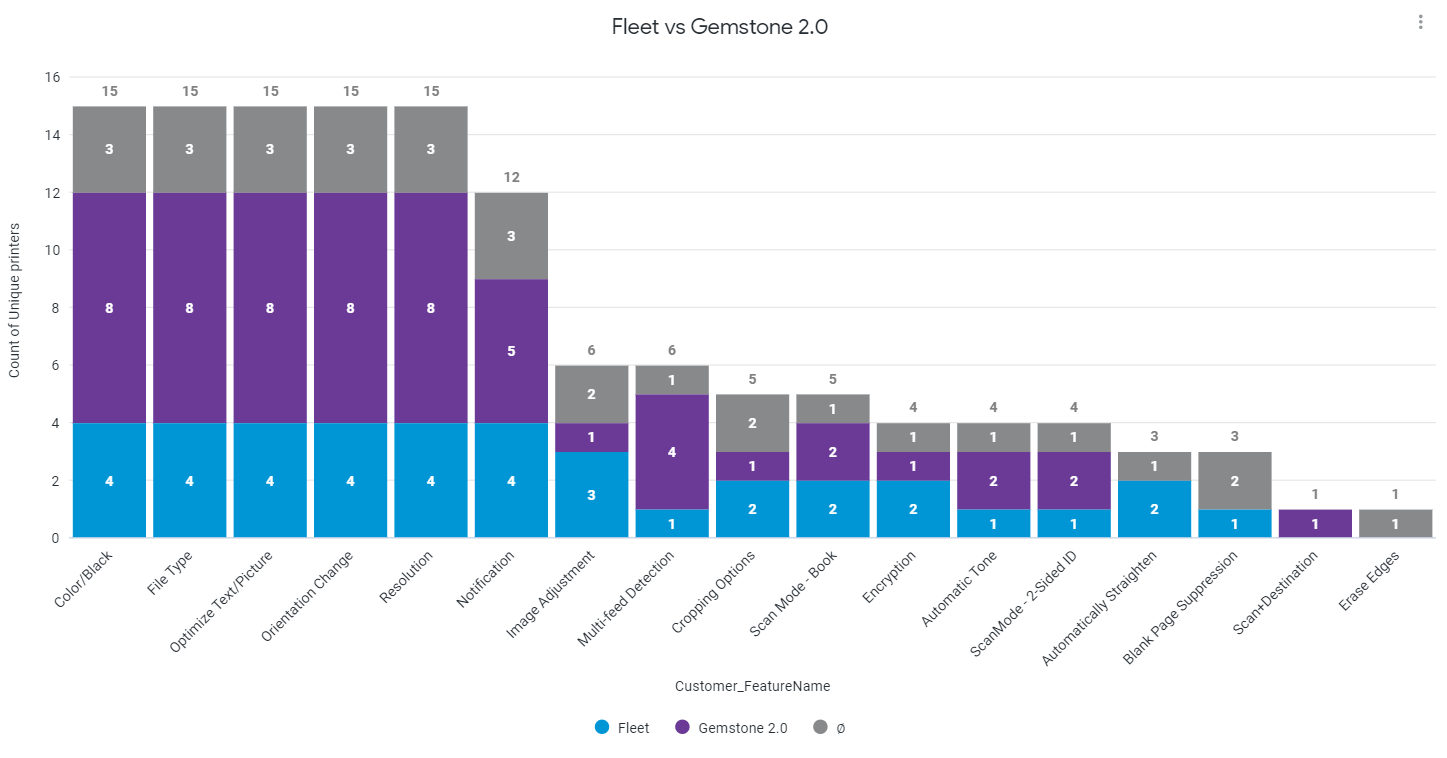 Fleet vs Gemstone 2.0
Count of Unique printers
16
14
12
10
8
6
4
2
0
15 15 15 15 15 12 6 6 5 5 4 4 4 3 3 1 1
3 8 4
3 8 4
3 8 4
3 8 4
3 8 4
3 5 4
2 1 3
1 4 1
2 1 2
1 2 2
1 1 2
1 2 1
1 2 1
1 2
2 1
1
1
Color/Black
File Type
Optimize Text/Picture
Orientation Change
Resolution
Notification
Image Adjustment
Multi-feed Detection
Cropping Options
Scan Mode - Book
Encryption
Automatic Tone
ScanMode - 2-Sided ID
Automatically Straighten
Blank Page Suppression
Scan+Destination
Erase Edges
Customer_FeatureName
Fleet Gemstone 2.0 Ø